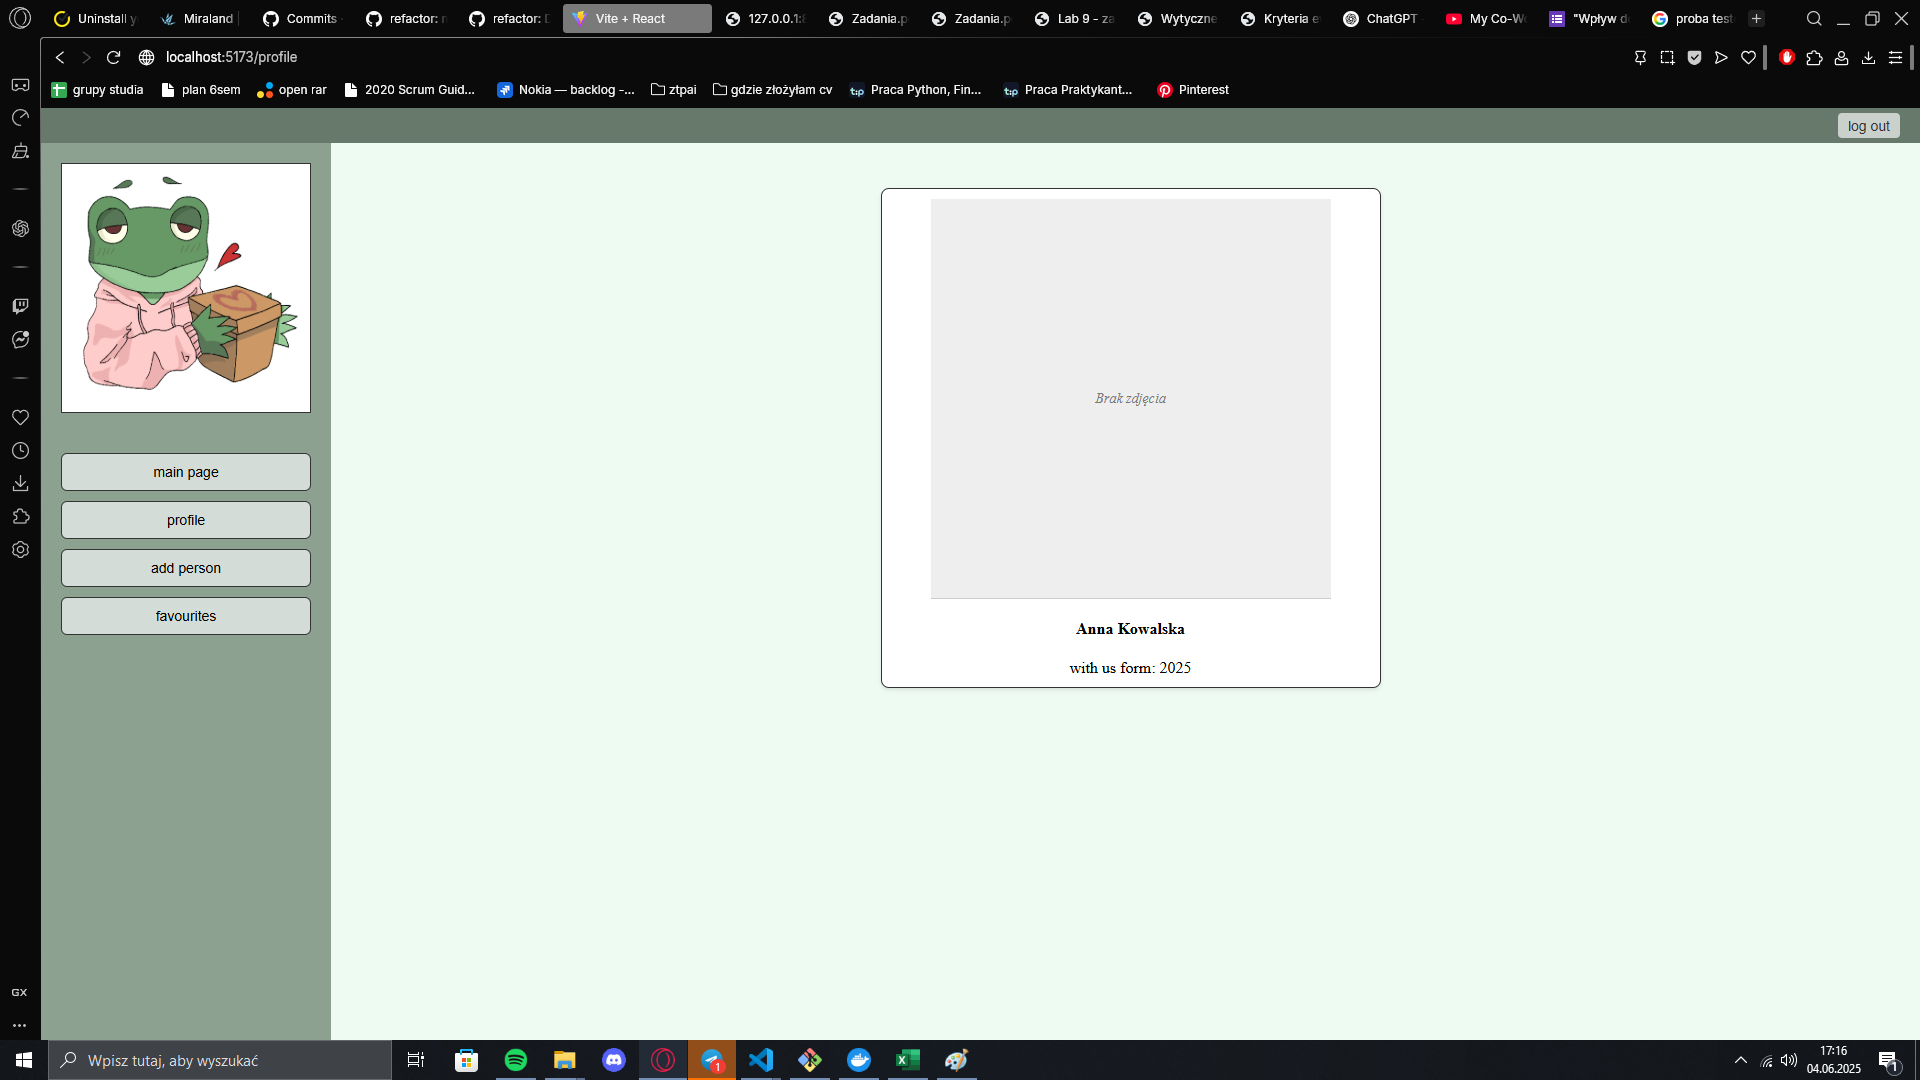 Uninstall y
Miraland
Commits
refactor: r
refactor: D
Vite + React
127.0.0.1:8
Zadania.p
Zadania.p
Lab 9 - za
Wytyczne
Kryteria e
ChatGPT
My Co-Wo
"Wpływ d
proba test
localhost:5173/profile
grupy studia
plan 6sem
open rar
2020 Scrum Guid...
Nokia — backlog -...
ztpai
gdzie złożyłam cv
Praca Python, Fin...
Praca Praktykant...
Pinterest
log out
main page
profile
add person
favourites
Brak zdjęcia
Anna Kowalska
with us form: 2025
GX
Wpisz tutaj, aby wyszukać
1
17:16
04.06.2025
1